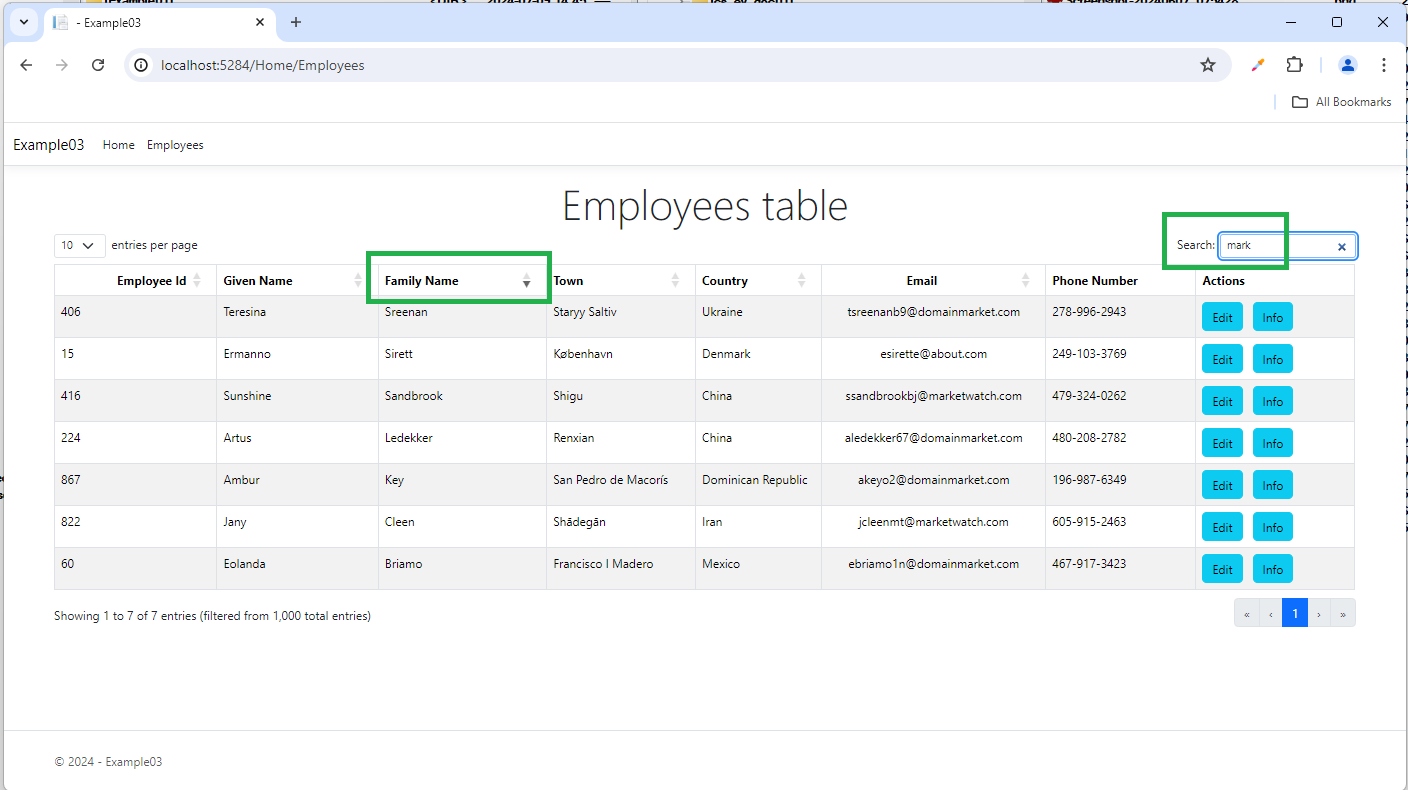 - Example03
localhost:5284/Home/Employees
All Bookmarks
Example03 Home Employees
Employees table
10 entries per page Search: mark
Employee Id Given Name Family Name Town Country Email Phone Number Actions
406 Teresina Sreenan Staryy Saltiv Ukraine tsreenanb9@domainmarket.com 278-996-2943 Edit Info
15 Ermanno Sirett København Denmark esirette@about.com 249-103-3769 Edit Info
416 Sunshine Sandbrook Shigu China ssandbrookbj@marketwatch.com 479-324-0262 Edit Info
224 Artus Ledekker Renxian China aledekker67@domainmarket.com 480-208-2782 Edit Info
867 Ambur Key San Pedro de Macorís Dominican Republic akeyo2@domainmarket.com 196-987-6349 Edit Info
822 Jany Cleen Shādegān Iran jcleenmt@marketwatch.com 605-915-2463 Edit Info
60 Eolanda Briamo Francisco I Madero Mexico ebriamo1n@domainmarket.com 467-917-3423 Edit Info
Showing 1 to 7 of 7 entries (filtered from 1,000 total entries) « ‹ 1 › »
© 2024 - Example03